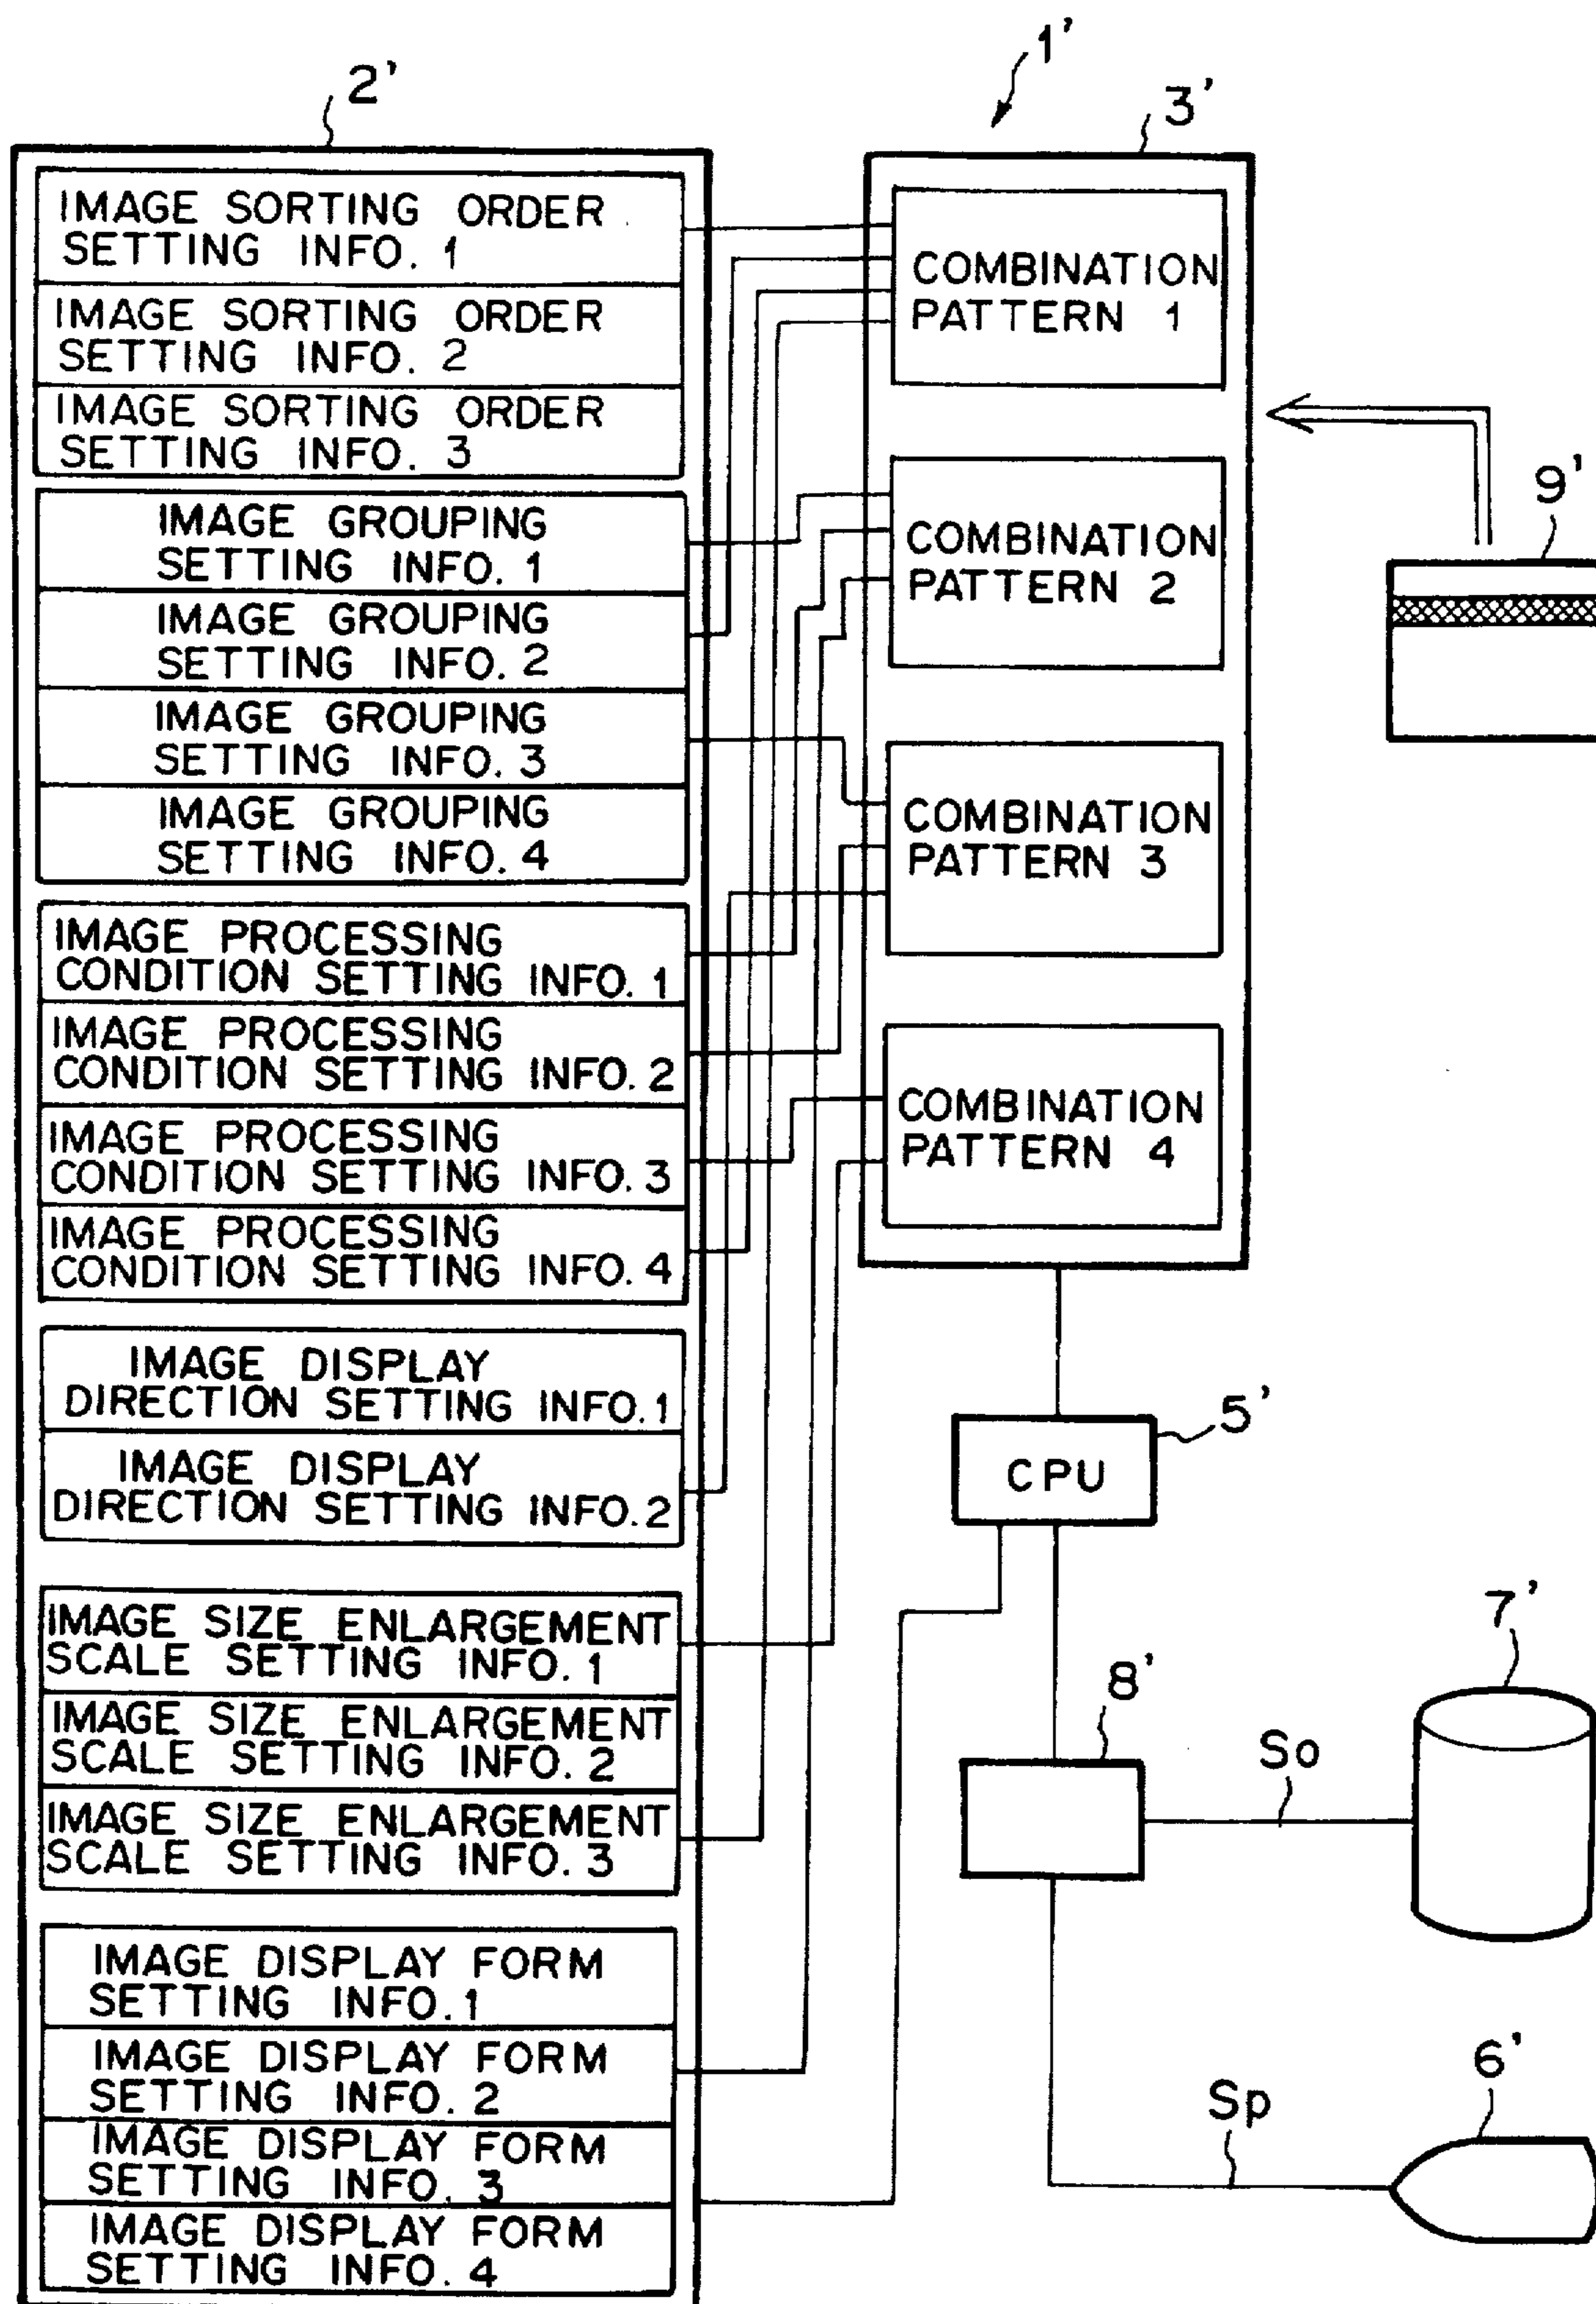 1'
2'
3'
IMAGE SORTING ORDER
SETTING INFO. 1
IMAGE SORTING ORDER
SETTING INFO. 2
IMAGE SORTING ORDER
SETTING INFO. 3
IMAGE GROUPING
SETTING INFO. 1
IMAGE GROUPING
SETTING INFO. 2
IMAGE GROUPING
SETTING INFO. 3
IMAGE GROUPING
SETTING INFO. 4
IMAGE PROCESSING
CONDITION SETTING INFO. 1
IMAGE PROCESSING
CONDITION SETTING INFO. 2
IMAGE PROCESSING
CONDITION SETTING INFO. 3
IMAGE PROCESSING
CONDITION SETTING INFO. 4
IMAGE DISPLAY
DIRECTION SETTING INFO. 1
IMAGE DISPLAY
DIRECTION SETTING INFO. 2
IMAGE SIZE ENLARGEMENT
SCALE SETTING INFO. 1
IMAGE SIZE ENLARGEMENT
SCALE SETTING INFO. 2
IMAGE SIZE ENLARGEMENT
SCALE SETTING INFO. 3
IMAGE DISPLAY FORM
SETTING INFO. 1
IMAGE DISPLAY FORM
SETTING INFO. 2
IMAGE DISPLAY FORM
SETTING INFO. 3
IMAGE DISPLAY FORM
SETTING INFO. 4
COMBINATION
PATTERN 1
COMBINATION
PATTERN 2
COMBINATION
PATTERN 3
COMBINATION
PATTERN 4
9'
5'
CPU
7'
8'
So
6'
Sp